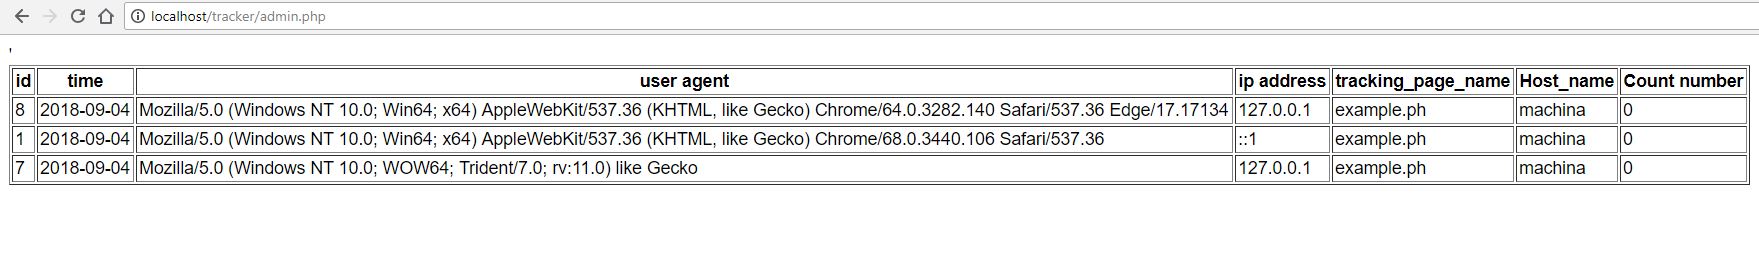 localhost/tracker/admin.php
'
id time user agent ip address tracking_page_name Host_name Count number
8 2018-09-04 Mozilla/5.0 (Windows NT 10.0; Win64; x64) AppleWebKit/537.36 (KHTML, like Gecko) Chrome/64.0.3282.140 Safari/537.36 Edge/17.17134 127.0.0.1 example.ph machina 0
1 2018-09-04 Mozilla/5.0 (Windows NT 10.0; Win64; x64) AppleWebKit/537.36 (KHTML, like Gecko) Chrome/68.0.3440.106 Safari/537.36 ::1 example.ph machina 0
7 2018-09-04 Mozilla/5.0 (Windows NT 10.0; WOW64; Trident/7.0; rv:11.0) like Gecko 127.0.0.1 example.ph machina 0